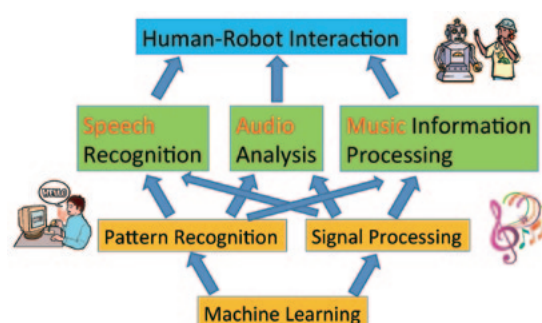 Human-Robot Interaction
Speech
Recognition
Audio
Analysis
Music Information
Processing
Pattern Recognition
Signal Processing
Machine Learning